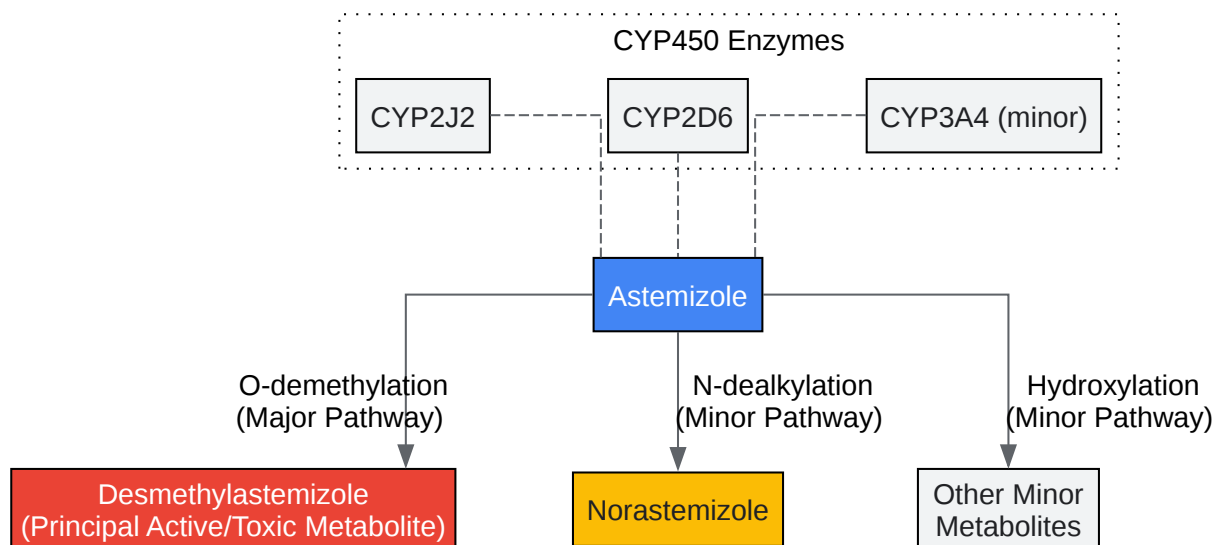 CYP450 Enzymes
CYP2J2
CYP2D6
CYP3A4 (minor)
Astemizole
O-demethylation
(Major Pathway)
N-dealkylation
(Minor Pathway)
Hydroxylation
(Minor Pathway)
Desmethylastemizole
(Principal Active/Toxic Metabolite)
Norastemizole
Other Minor
Metabolites